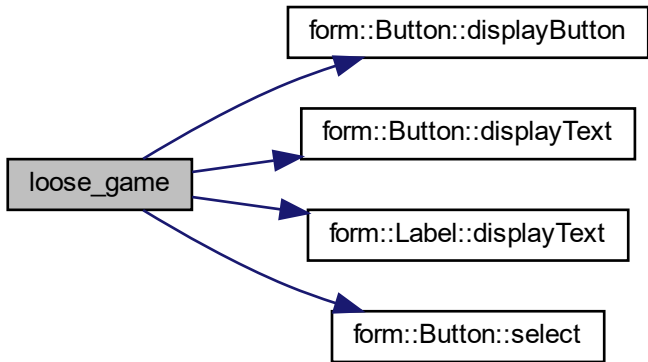 form::Button::displayButton
form::Button::displayText
loose_game
form::Label::displayText
form::Button::select